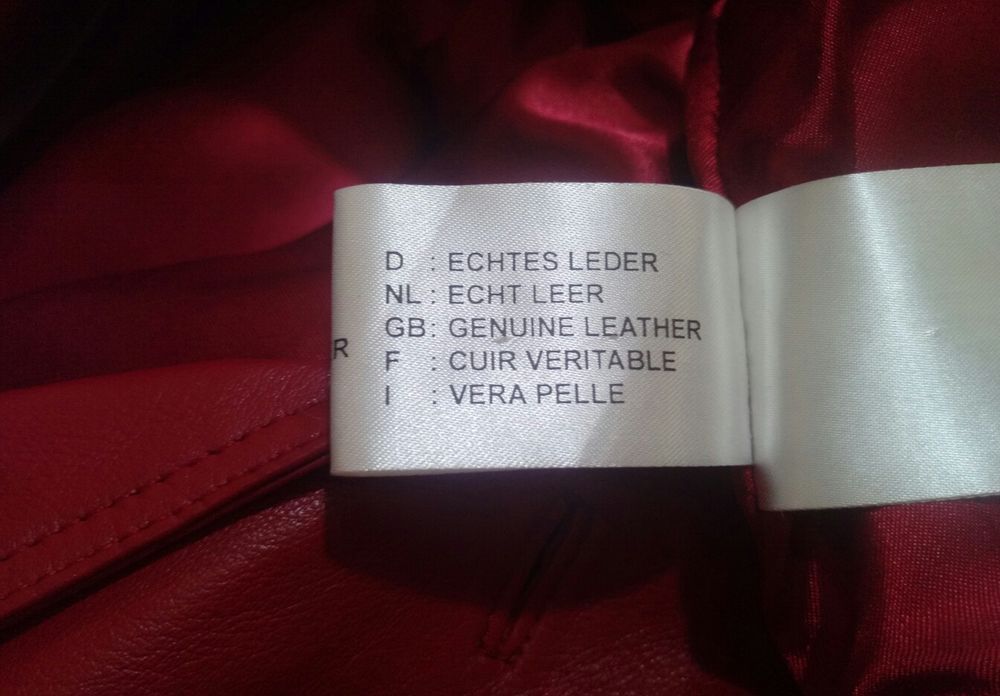 D : ECHTES LEDER
NL : ECHT LEER
GB : GENUINE LEATHER
R
F : CUIR VERITABLE
I : VERA PELLE